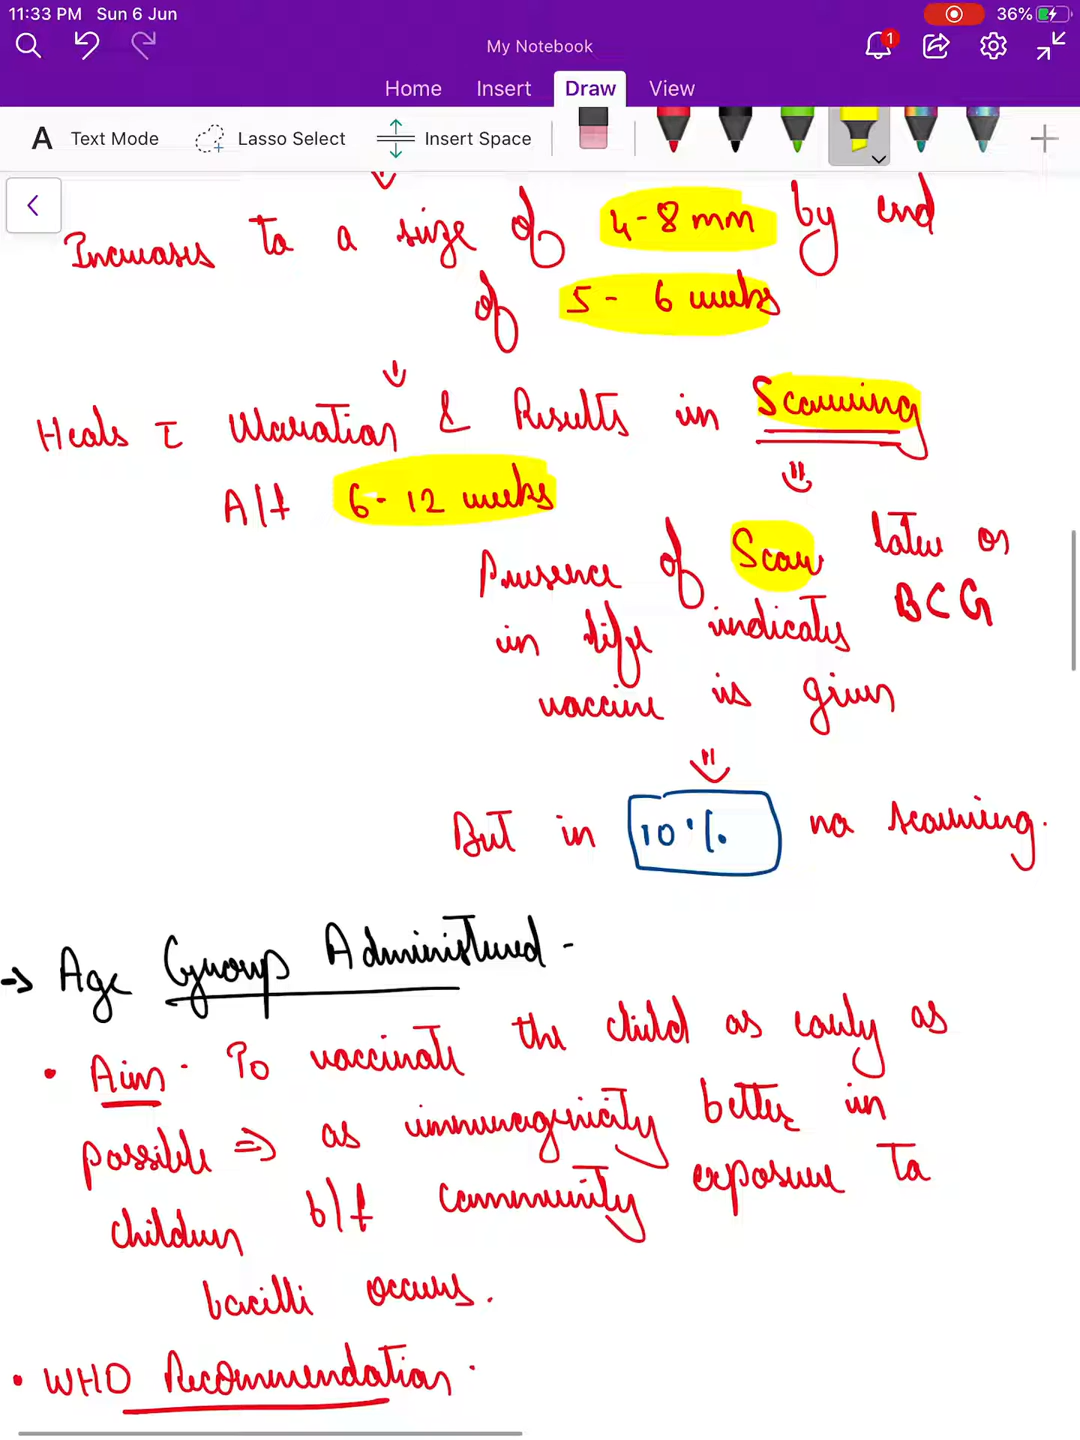 11:33 PM Sun 6 Jun 36%
My Notebook 1
Home Insert Draw View
A Text Mode Lasso Select Insert Space
Increases to a size of 4-8 mm by end
of 5 - 6 weeks
Heals c Ulceration & Results in Scarring
A/f 6-12 weeks
Presence of Scar later on
in life indicates BCG
vaccine is given
But in 10% no scarring.
→ Age Group Administered -
• Aim - To vaccinate the child as early as
possible ⇒ as immunogenicity better in
children b/f community exposure to
bacilli occurs.
• WHO Recommendation -